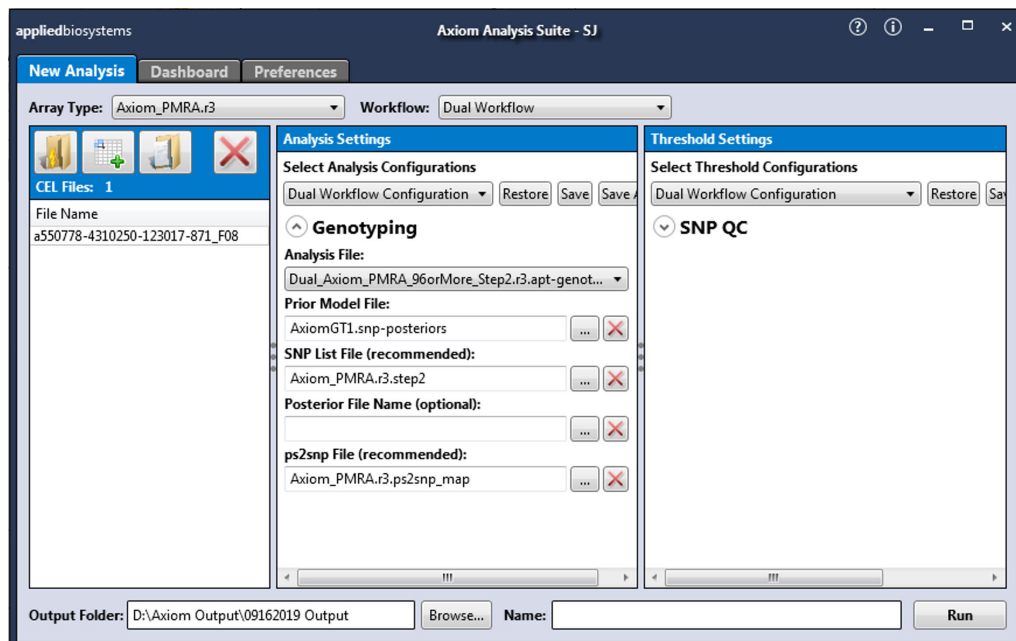 appliedbiosystems Axiom Analysis Suite - SJ
New Analysis Dashboard Preferences
Array Type: Axiom_PMRA.r3 Workflow: Dual Workflow
Analysis Settings Threshold Settings
Select Analysis Configurations Select Threshold Configurations
CEL Files: 1 Dual Workflow Configuration Restore Save Save Dual Workflow Configuration Restore
File Name Genotyping SNP QC
a550778-4310250-123017-871_F08
Analysis File:
Dual_Axiom_PMRA_96orMore_Step2.r3.apt-genot...
Prior Model File:
AxiomGT1.snp-posteriors ...
SNP List File (recommended):
Axiom_PMRA.r3.step2 ...
Posterior File Name (optional):
...
ps2snp File (recommended):
Axiom_PMRA.r3.ps2snp_map ...
Output Folder: D:\Axiom Output\09162019 Output Browse... Name: Run